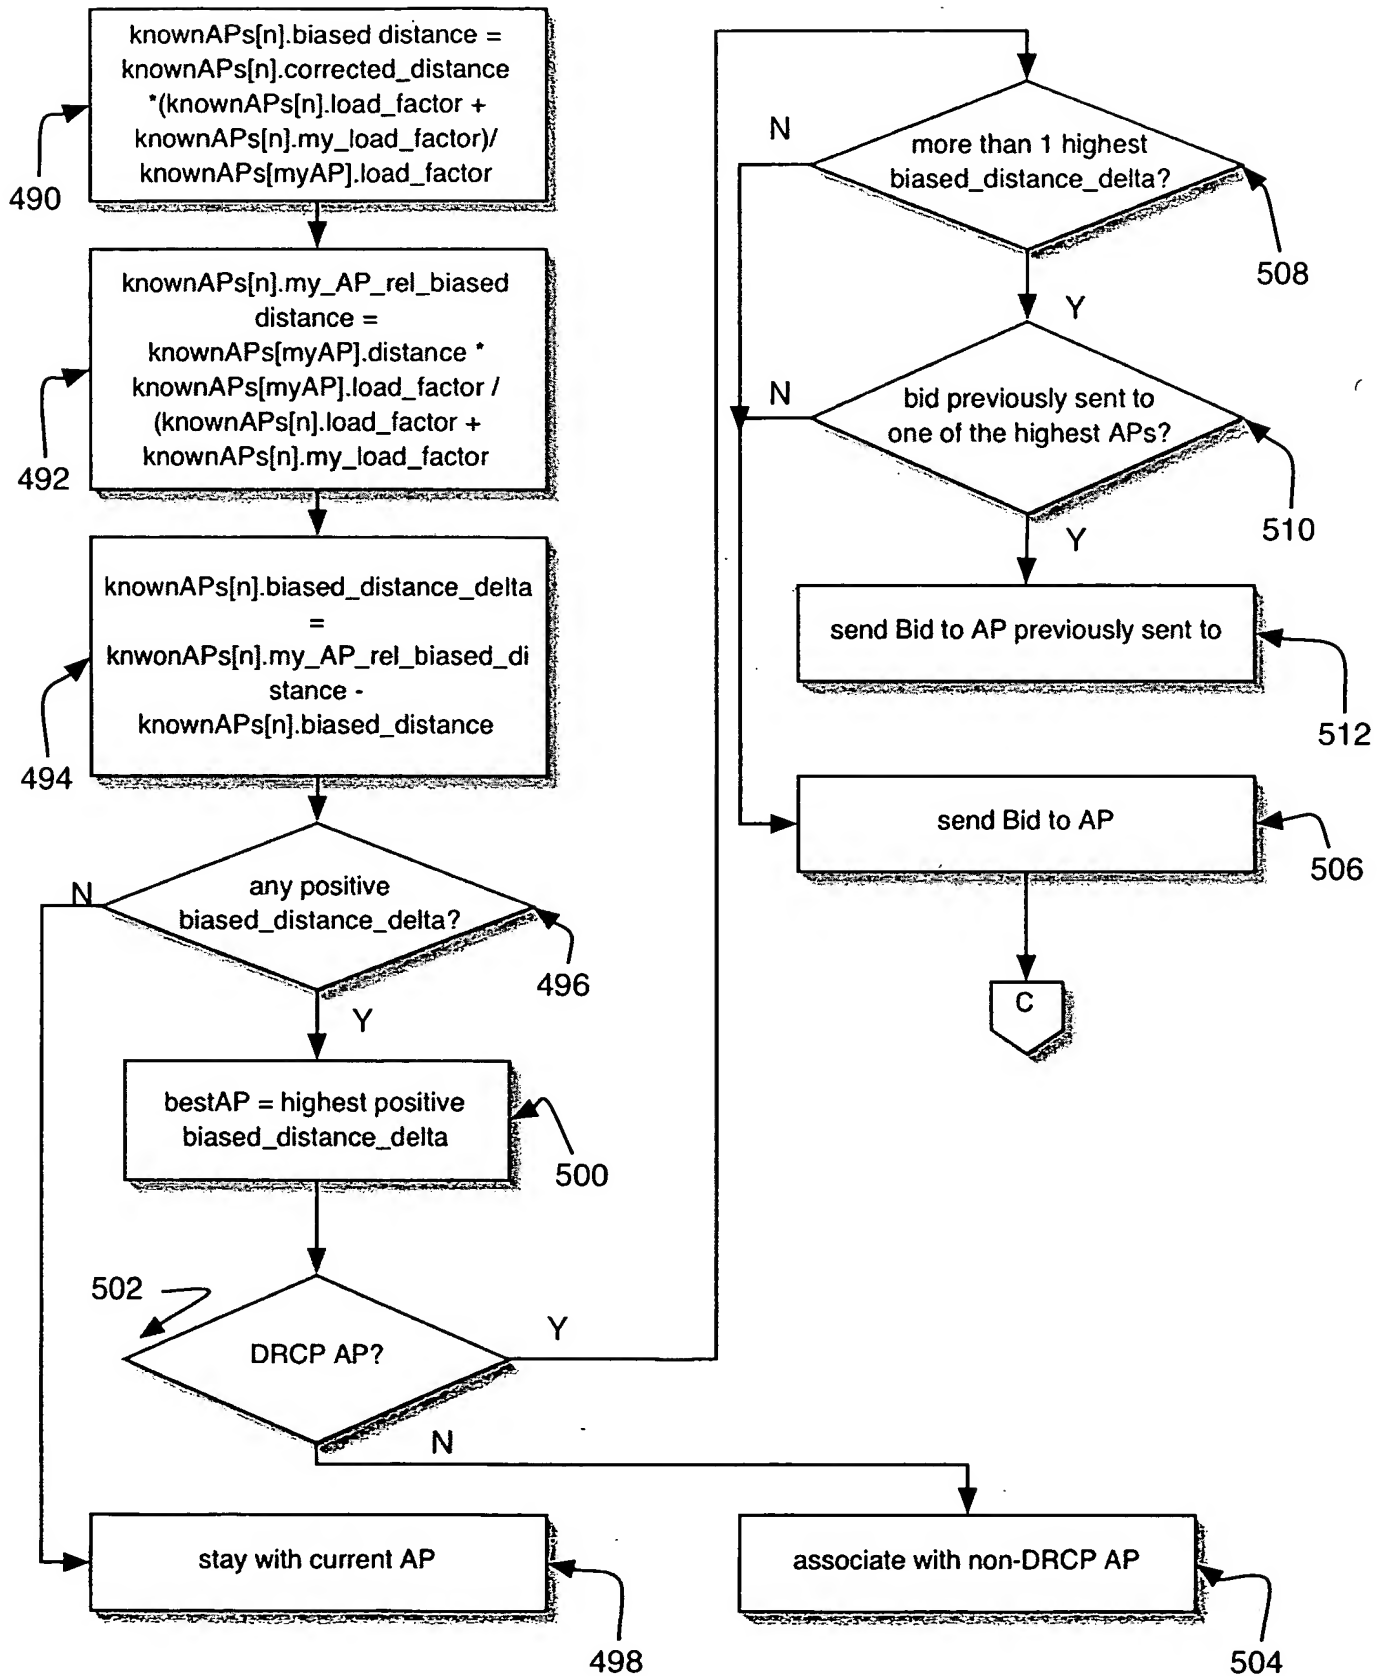 knownAPs[n].biased distance =
knownAPs[n].corrected_distance
*(knownAPs[n].load_factor +
knownAPs[n].my_load_factor)/
knownAPs[myAP].load_factor
490
knownAPs[n].my_AP_rel_biased
distance =
knownAPs[myAP].distance *
knownAPs[myAP].load_factor /
(knownAPs[n].load_factor +
knownAPs[n].my_load_factor
492
knownAPs[n].biased_distance_delta
=
knwonAPs[n].my_AP_rel_biased_di
stance -
knownAPs[n].biased_distance
494
any positive
biased_distance_delta?
N
496
Y
bestAP = highest positive
biased_distance_delta
500
502
DRCP AP?
Y
N
stay with current AP
498
associate with non-DRCP AP
504
more than 1 highest
biased_distance_delta?
N
508
Y
bid previously sent to
one of the highest APs?
N
510
Y
send Bid to AP previously sent to
512
send Bid to AP
506
C